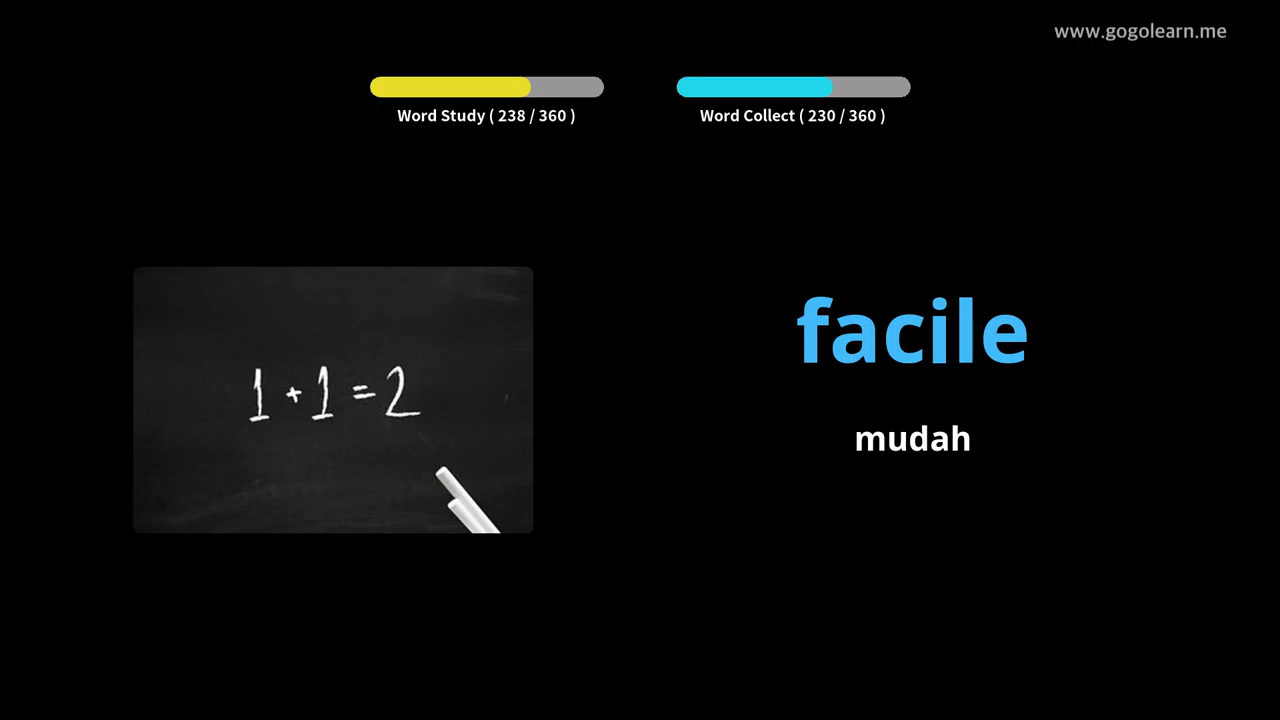 www.gogolearn.me
Word Study ( 238 / 360 )
Word Collect ( 230 / 360 )
1 + 1 = 2
facile
mudah